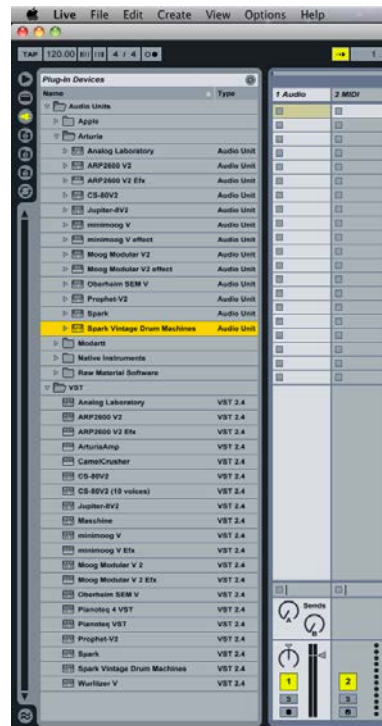 Live File Edit Create View Options Help
TAP 120.00 4 / 4
Plug-in Devices
Name Type
1 Audio 2 MIDI
Audio Units
Apple
Arturia
Analog Laboratory Audio Unit
ARP2600 V2 Audio Unit
ARP2600 V2 Efx Audio Unit
CS-80V2 Audio Unit
Jupiter-8V2 Audio Unit
minimoog V Audio Unit
minimoog V effect Audio Unit
Moog Modular V2 Audio Unit
Moog Modular V2 effect Audio Unit
Oberheim SEM V Audio Unit
Prophet-V2 Audio Unit
Spark Audio Unit
Spark Vintage Drum Machines Audio Unit
Modartt
Native Instruments
Raw Material Software
VST
Analog Laboratory VST 2.4
ARP2600 V2 VST 2.4
ARP2600 V2 Efx VST 2.4
ArturiaAmp VST 2.4
CamelCrusher VST 2.4
CS-80V2 VST 2.4
CS-80V2 (10 voices) VST 2.4
Jupiter-8V2 VST 2.4
Maschine VST 2.4
minimoog V VST 2.4
minimoog V Efx VST 2.4
Moog Modular V 2 VST 2.4
Moog Modular V 2 Efx VST 2.4
Oberheim SEM V VST 2.4
Pianoteq 4 VST VST 2.4
Pianoteq VST VST 2.4
Prophet-V2 VST 2.4
Spark VST 2.4
Spark Vintage Drum Machines VST 2.4
Wurlitzer V VST 2.4
Sends
A B
1 2
S S